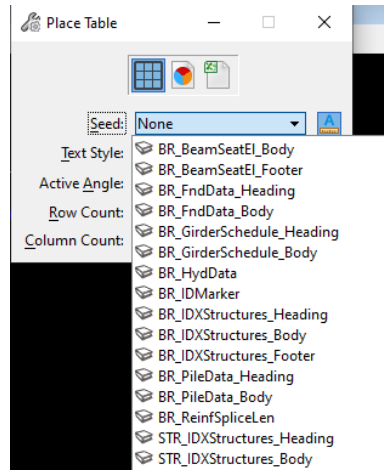 Place Table
Seed: None
Text Style:
Active Angle:
Row Count:
Column Count:
BR_BeamSeatEl_Body
BR_BeamSeatEl_Footer
BR_FndData_Heading
BR_FndData_Body
BR_GirderSchedule_Heading
BR_GirderSchedule_Body
BR_HydData
BR_IDMarker
BR_IDXStructures_Heading
BR_IDXStructures_Body
BR_IDXStructures_Footer
BR_PileData_Heading
BR_PileData_Body
BR_ReinfSpliceLen
STR_IDXStructures_Heading
STR_IDXStructures_Body